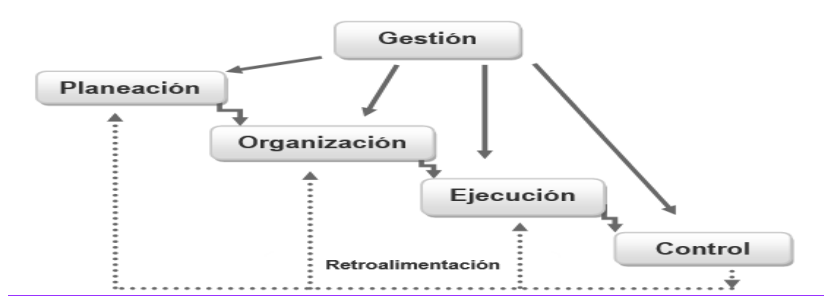 Gestión
Planeación
Organización
Ejecución
Control
Retroalimentación